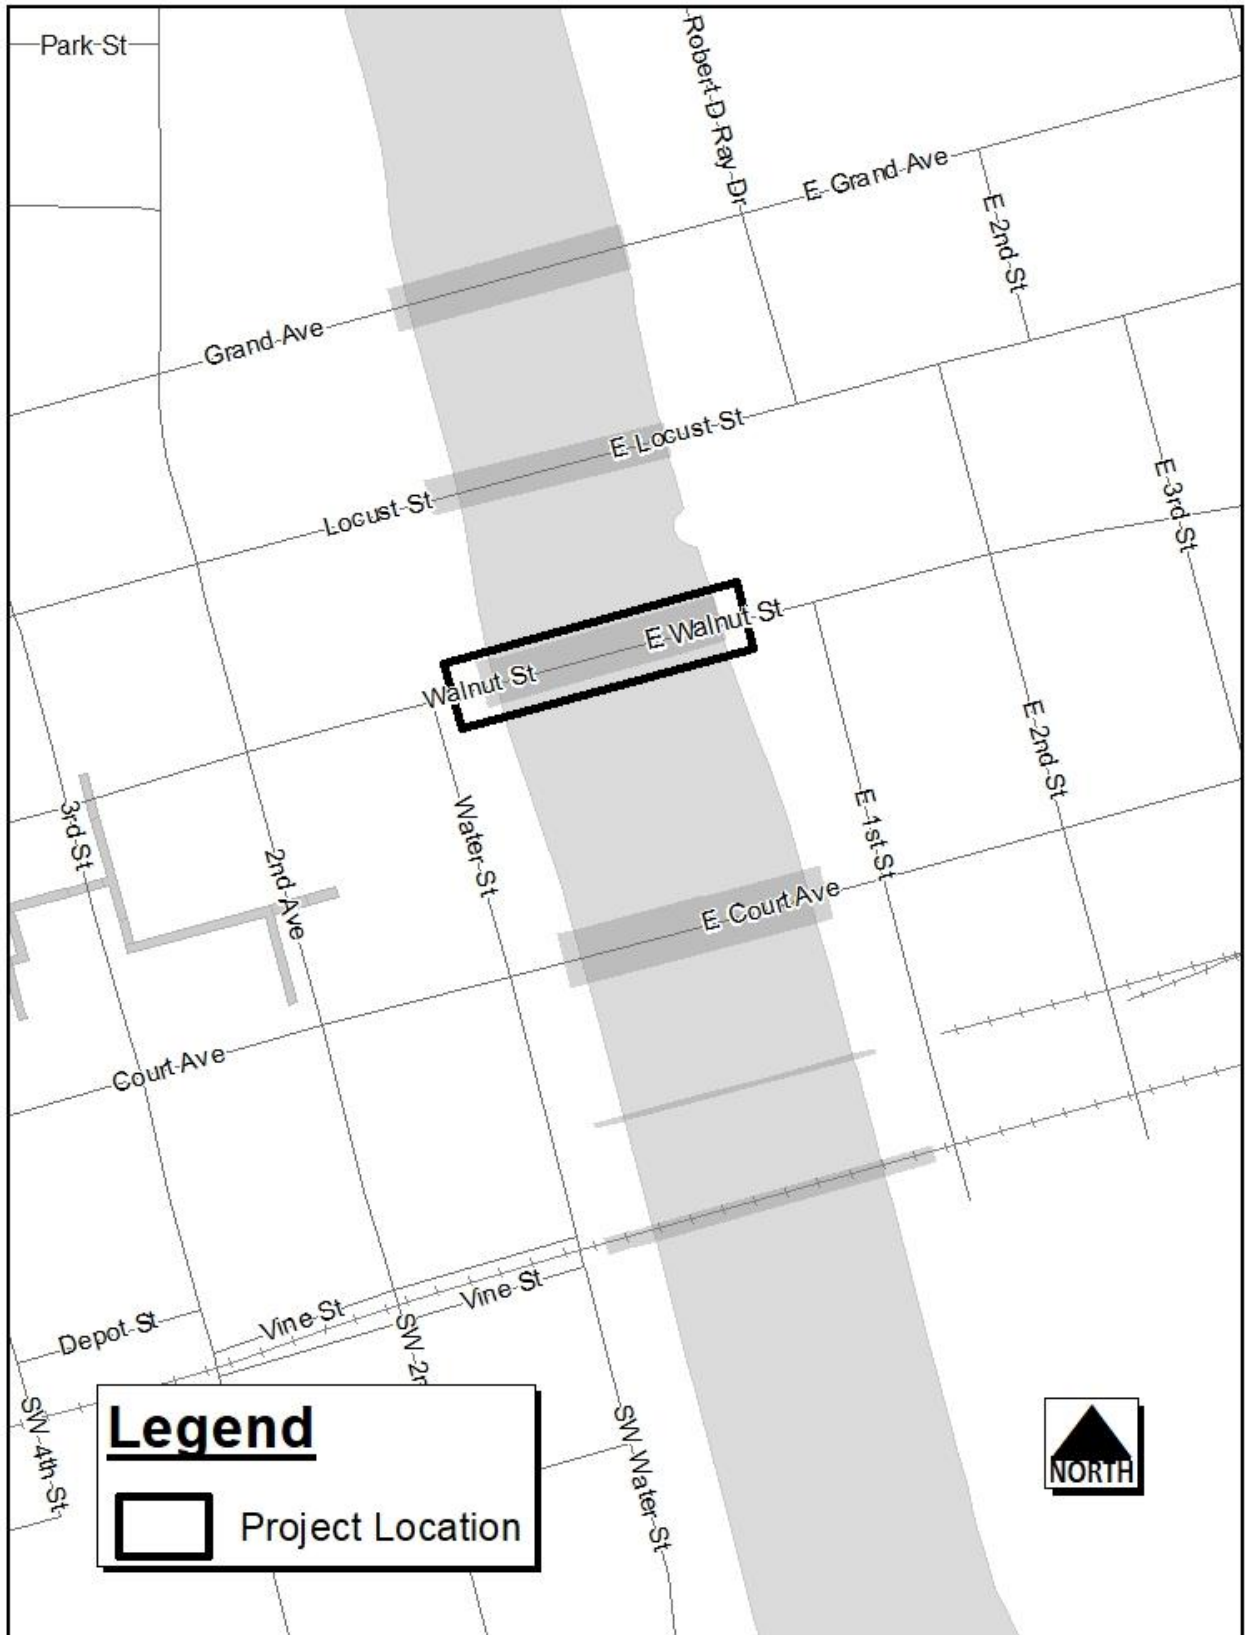 Park St
Robert D Ray Dr
E Grand Ave
E 2nd St
Grand Ave
E Locust St
Locust St
E 3rd St
E Walnut St
Walnut St
E 2nd St
3rd St
Water St
E 1st St
2nd Ave
E Court Ave
Court Ave
Vine St
Vine St
Depot St
SW 2n
SW 4th St
SW Water St
Legend
Project Location
NORTH